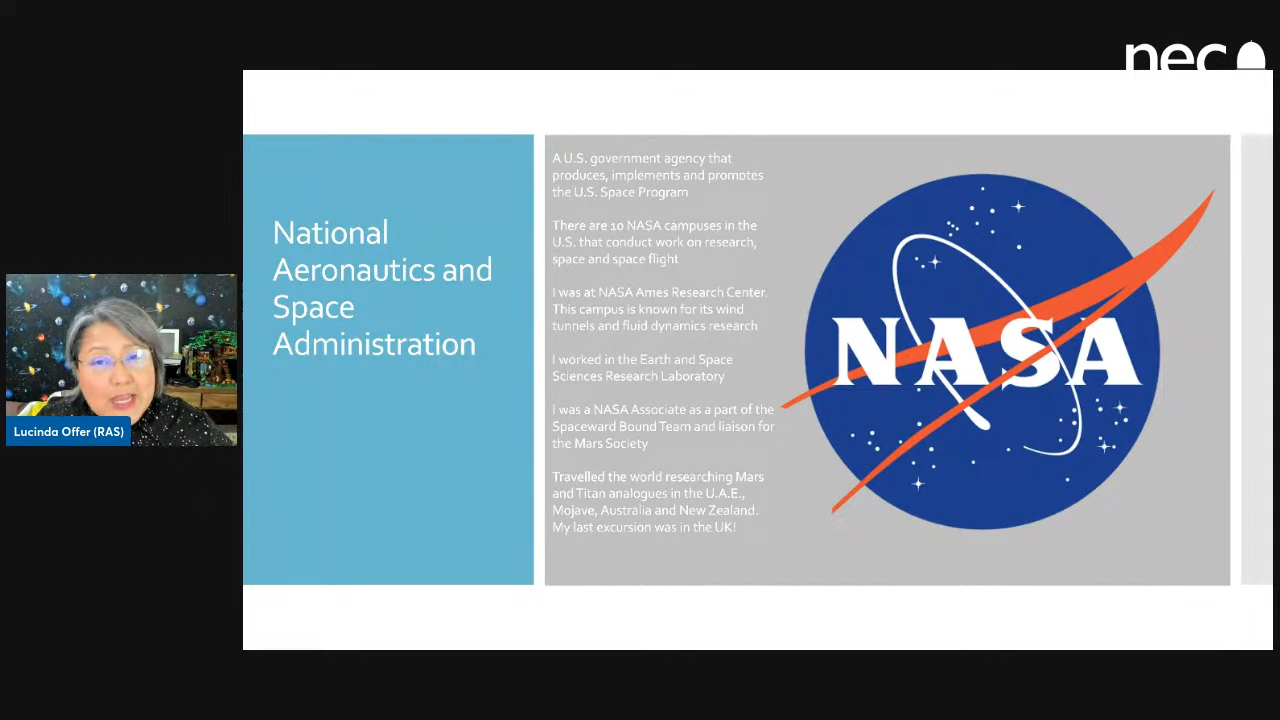 nec
National
Aeronautics and
Space
Administration
A U.S. government agency that
produces, implements and promotes
the U.S. Space Program
There are 10 NASA campuses in the
U.S. that conduct work on research,
space and space flight
I was at NASA Ames Research Center.
This campus is known for its wind
tunnels and fluid dynamics research
I worked in the Earth and Space
Sciences Research Laboratory
I was a NASA Associate as a part of the
Spaceward Bound Team and liaison for
the Mars Society
Travelled the world researching Mars
and Titan analogues in the U.A.E.,
Mojave, Australia and New Zealand.
My last excursion was in the UK!
NASA
Lucinda Offer (RAS)